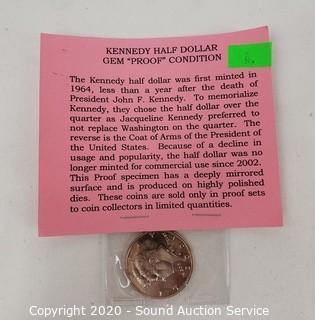 KENNEDY HALF DOLLAR
GEM "PROOF" CONDITION
The Kennedy half dollar was first minted in
1964, less than a year after the death of
President John F. Kennedy. To memorialize
Kennedy, they chose the half dollar over the
quarter as Jacqueline Kennedy preferred to
not replace Washington on the quarter. The
reverse is the Coat of Arms of the President of
the United States. Because of a decline in
usage and popularity, the half dollar was no
longer minted for commercial use since 2002.
This Proof specimen has a deeply mirrored
surface and is produced on highly polished
dies. These coins are sold only in proof sets
to coin collectors in limited quantities.
Copyright 2020 - Sound Auction Service